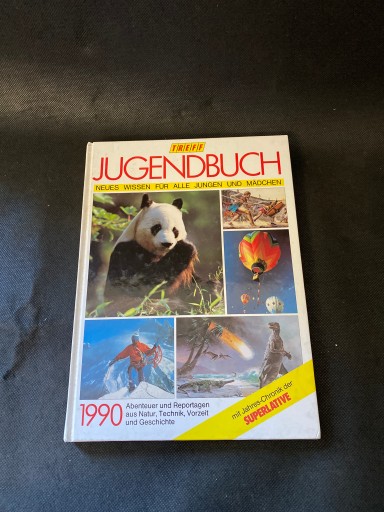 TREFF
JUGENDBUCH
NEUES WISSEN FÜR ALLE JUNGEN UND MÄDCHEN
1990
Abenteuer und Reportagen
aus Natur, Technik, Vorzeit
und Geschichte
mit Jahres-Chronik der
SUPERLATIVE